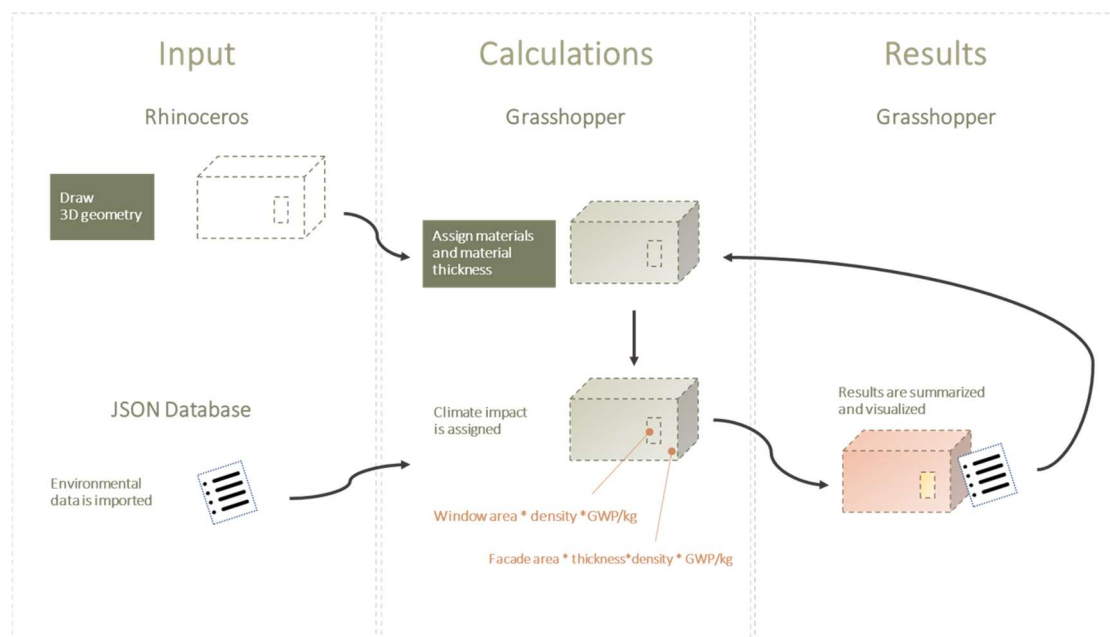 Input
Rhinoceros
Draw
3D geometry
JSON Database
Environmental
data is imported
Calculations
Grasshopper
Assign materials
and material
thickness
Climate impact
is assigned
Window area * density *GWP/kg
Facade area * thickness*density * GWP/kg
Results
Grasshopper
Results are summarized
and visualized